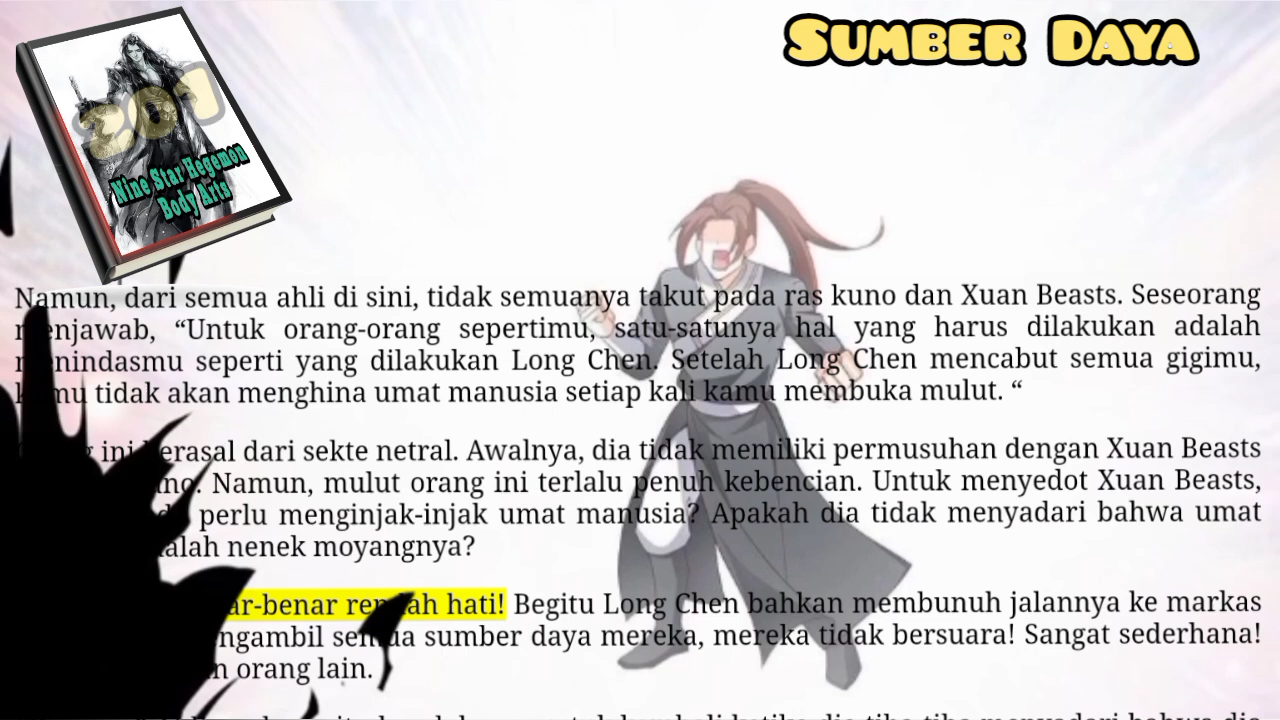 SUMBER DAYA
201
Nine Star Hegemon
Body Arts
Namun, dari semua ahli di sini, tidak semuanya takut pada ras kuno dan Xuan Beasts. Seseorang
menjawab, “Untuk orang-orang sepertimu, satu-satunya hal yang harus dilakukan adalah
menindasmu seperti yang dilakukan Long Chen. Setelah Long Chen mencabut semua gigimu,
kamu tidak akan menghina umat manusia setiap kali kamu membuka mulut. “
ini berasal dari sekte netral. Awalnya, dia tidak memiliki permusuhan dengan Xuan Beasts
Namun, mulut orang ini terlalu penuh kebencian. Untuk menyedot Xuan Beasts,
perlu menginjak-injak umat manusia? Apakah dia tidak menyadari bahwa umat
nenek moyangnya?
rendah hati! Begitu Long Chen bahkan membunuh jalannya ke markas
semua sumber daya mereka, mereka tidak bersuara! Sangat sederhana!
orang lain.